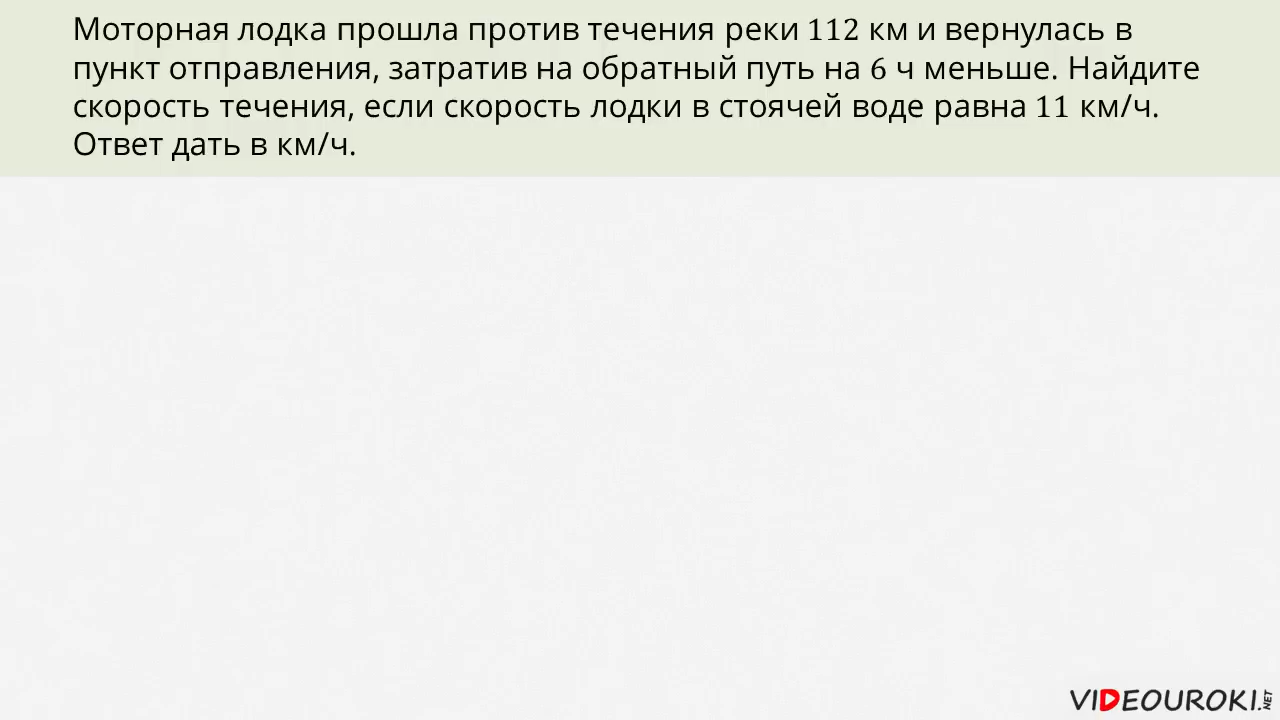 Моторная лодка прошла против течения реки 112 км и вернулась в
пункт отправления, затратив на обратный путь на 6 ч меньше. Найдите
скорость течения, если скорость лодки в стоячей воде равна 11 км/ч.
Ответ дать в км/ч.
VIDEOUROKI.NET